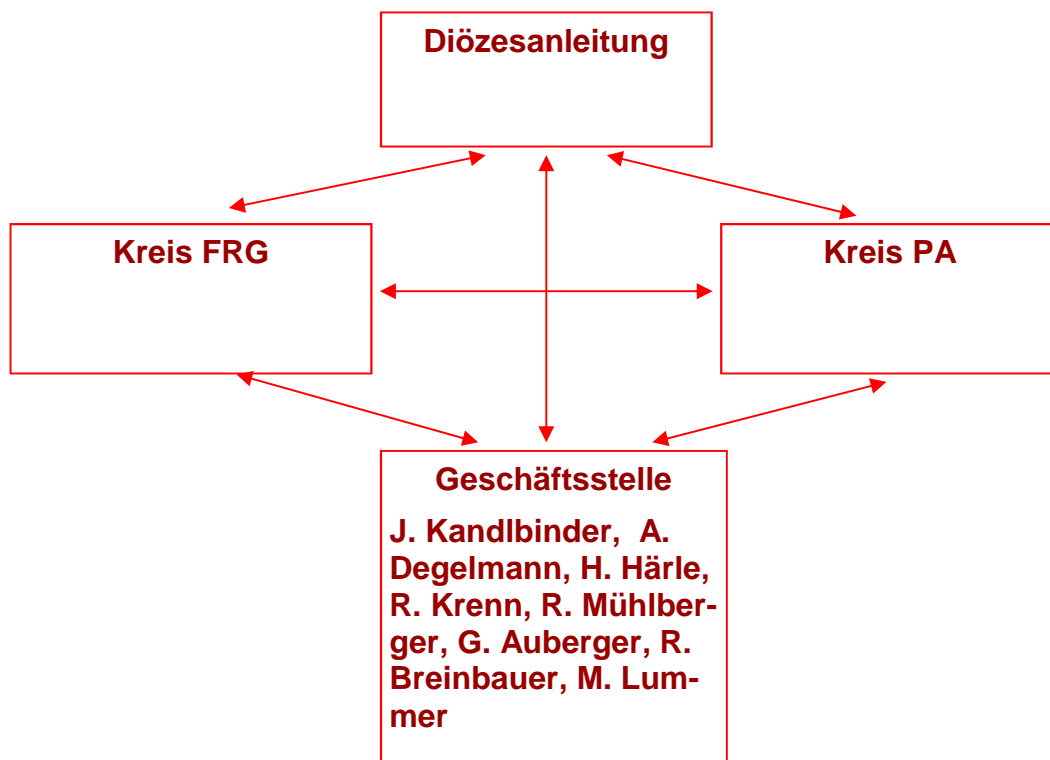 Diözesanleitung
Kreis FRG
Kreis PA
Geschäftsstelle
J. Kandlbinder, A.
Degelmann, H. Härle,
R. Krenn, R. Mühlber-
ger, G. Auberger, R.
Breinbauer, M. Lum-
mer